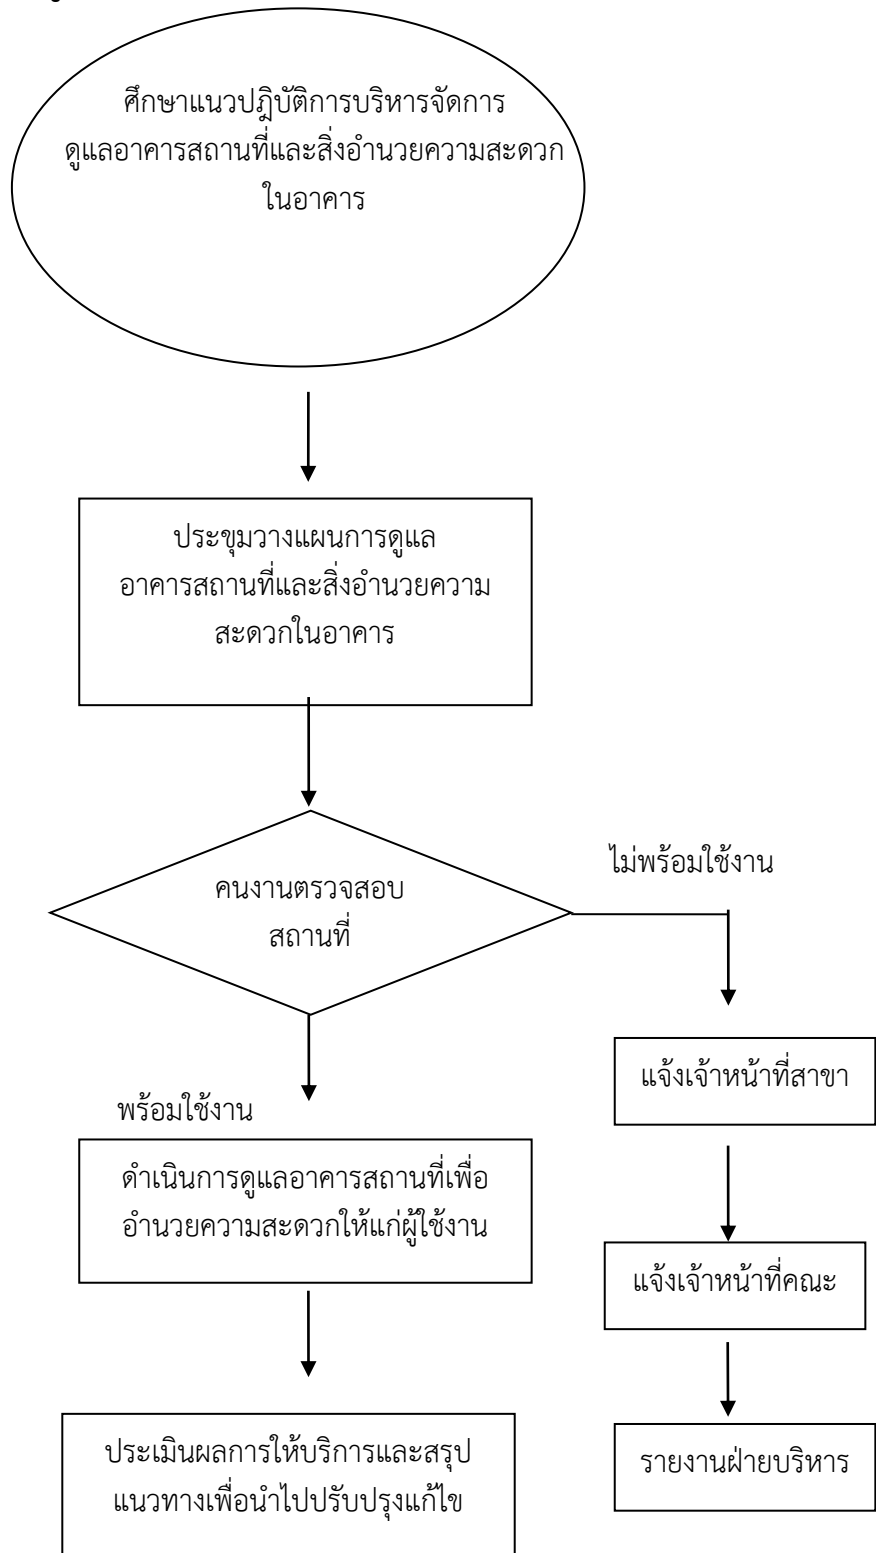 ศึกษาแนวปฎิบัติการบริหารจัดการ
ดูแลอาคารสถานที่และสิ่งอำนวยความสะดวก
ในอาคาร
ประขุมวางแผนการดูแล
อาคารสถานที่และสิ่งอำนวยความ
สะดวกในอาคาร
คนงานตรวจสอบ
สถานที่
ไม่พร้อมใช้งาน
พร้อมใช้งาน
ดำเนินการดูแลอาคารสถานที่เพื่อ
อำนวยความสะดวกให้แก่ผู้ใช้งาน
ประเมินผลการให้บริการและสรุป
แนวทางเพื่อนำไปปรับปรุงแก้ไข
แจ้งเจ้าหน้าที่สาขา
แจ้งเจ้าหน้าที่คณะ
รายงานฝ่ายบริหาร